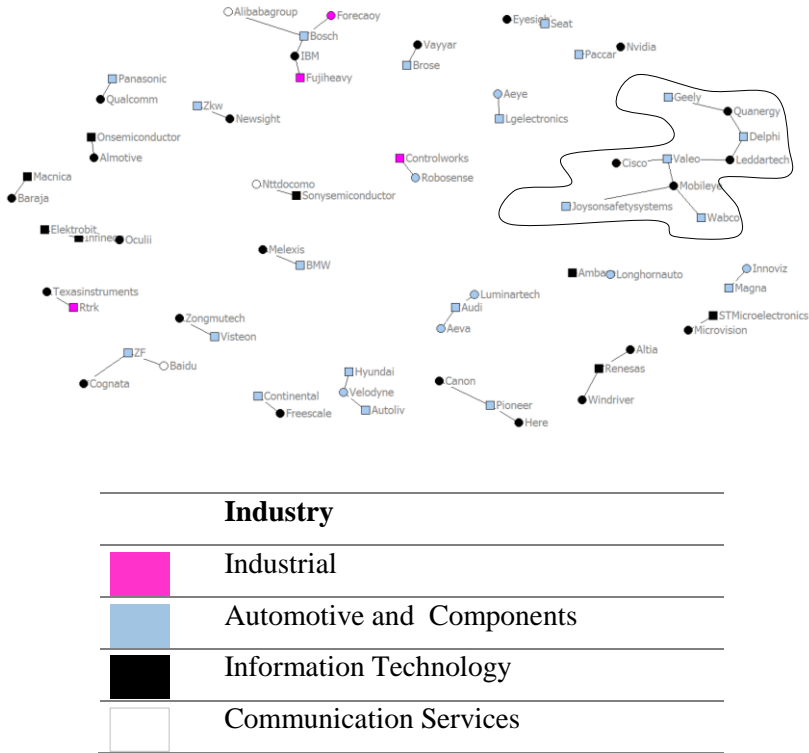 Alibabagroup
Forecaoy
Bosch
IBM
Fujiheavy
Vayyar
Brose
Eyesight
Seat
Nvidia
Paccar
Panasonic
Qualcomm
Zkw
Newsight
Aeye
Lgelectronics
Geely
Quanergy
Delphi
Leddartech
Cisco
Valeo
Mobileye
Joysonsafetysystems
Wabco
Onsemiconductor
Almotive
Macnica
Baraja
Controlworks
Robosense
Nttdocomo
Sonysemiconductor
Elektrobit
Oculii
Melexis
BMW
Texasinstruments
Rtrk
Zongmutech
Visteon
Luminartech
Audi
Aeva
Longhornauto
Innoviz
Magna
STMicroelectronics
Microvision
ZF
Baidu
Cognata
Hyundai
Velodyne
Autoliv
Continental
Freescale
Canon
Pioneer
Here
Altia
Renesas
Windriver
Industry
Industrial
Automotive and Components
Information Technology
Communication Services